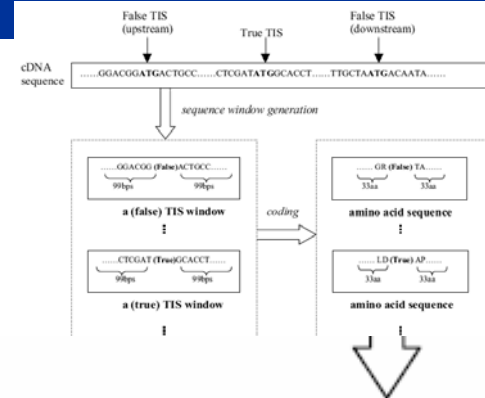 False TIS
(upstream)
True TIS
False TIS
(downstream)
cDNA
sequence
......GGACGGATGACTGCC......CTCGATATGGCACCT......TTGCTAATGACAATA......
sequence window generation
......GGACGG (False)ACTGCC......
99bps 99bps
a (false) TIS window
coding
...... GR (False) TA......
33aa 33aa
amino acid sequence
......CTCGAT (True)GCACCT......
99bps 99bps
a (true) TIS window
...... LD (True) AP......
33aa 33aa
amino acid sequence